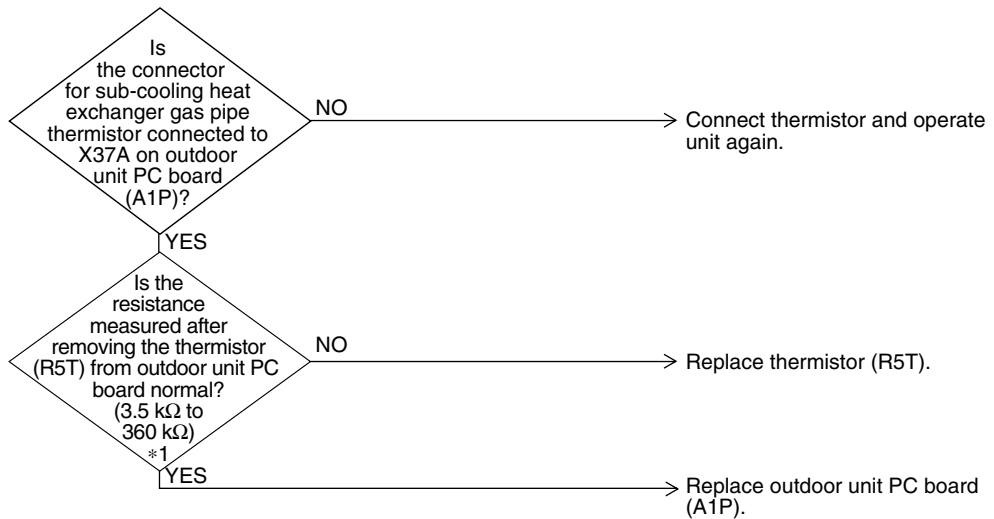 Is
the connector
for sub-cooling heat
exchanger gas pipe
thermistor connected to
X37A on outdoor
unit PC board
(A1P)?
NO
Connect thermistor and operate
unit again.
YES
Is the
resistance
measured after
removing the thermistor
(R5T) from outdoor unit PC
board normal?
(3.5 kΩ to
360 kΩ)
*1
NO
Replace thermistor (R5T).
YES
Replace outdoor unit PC board
(A1P).